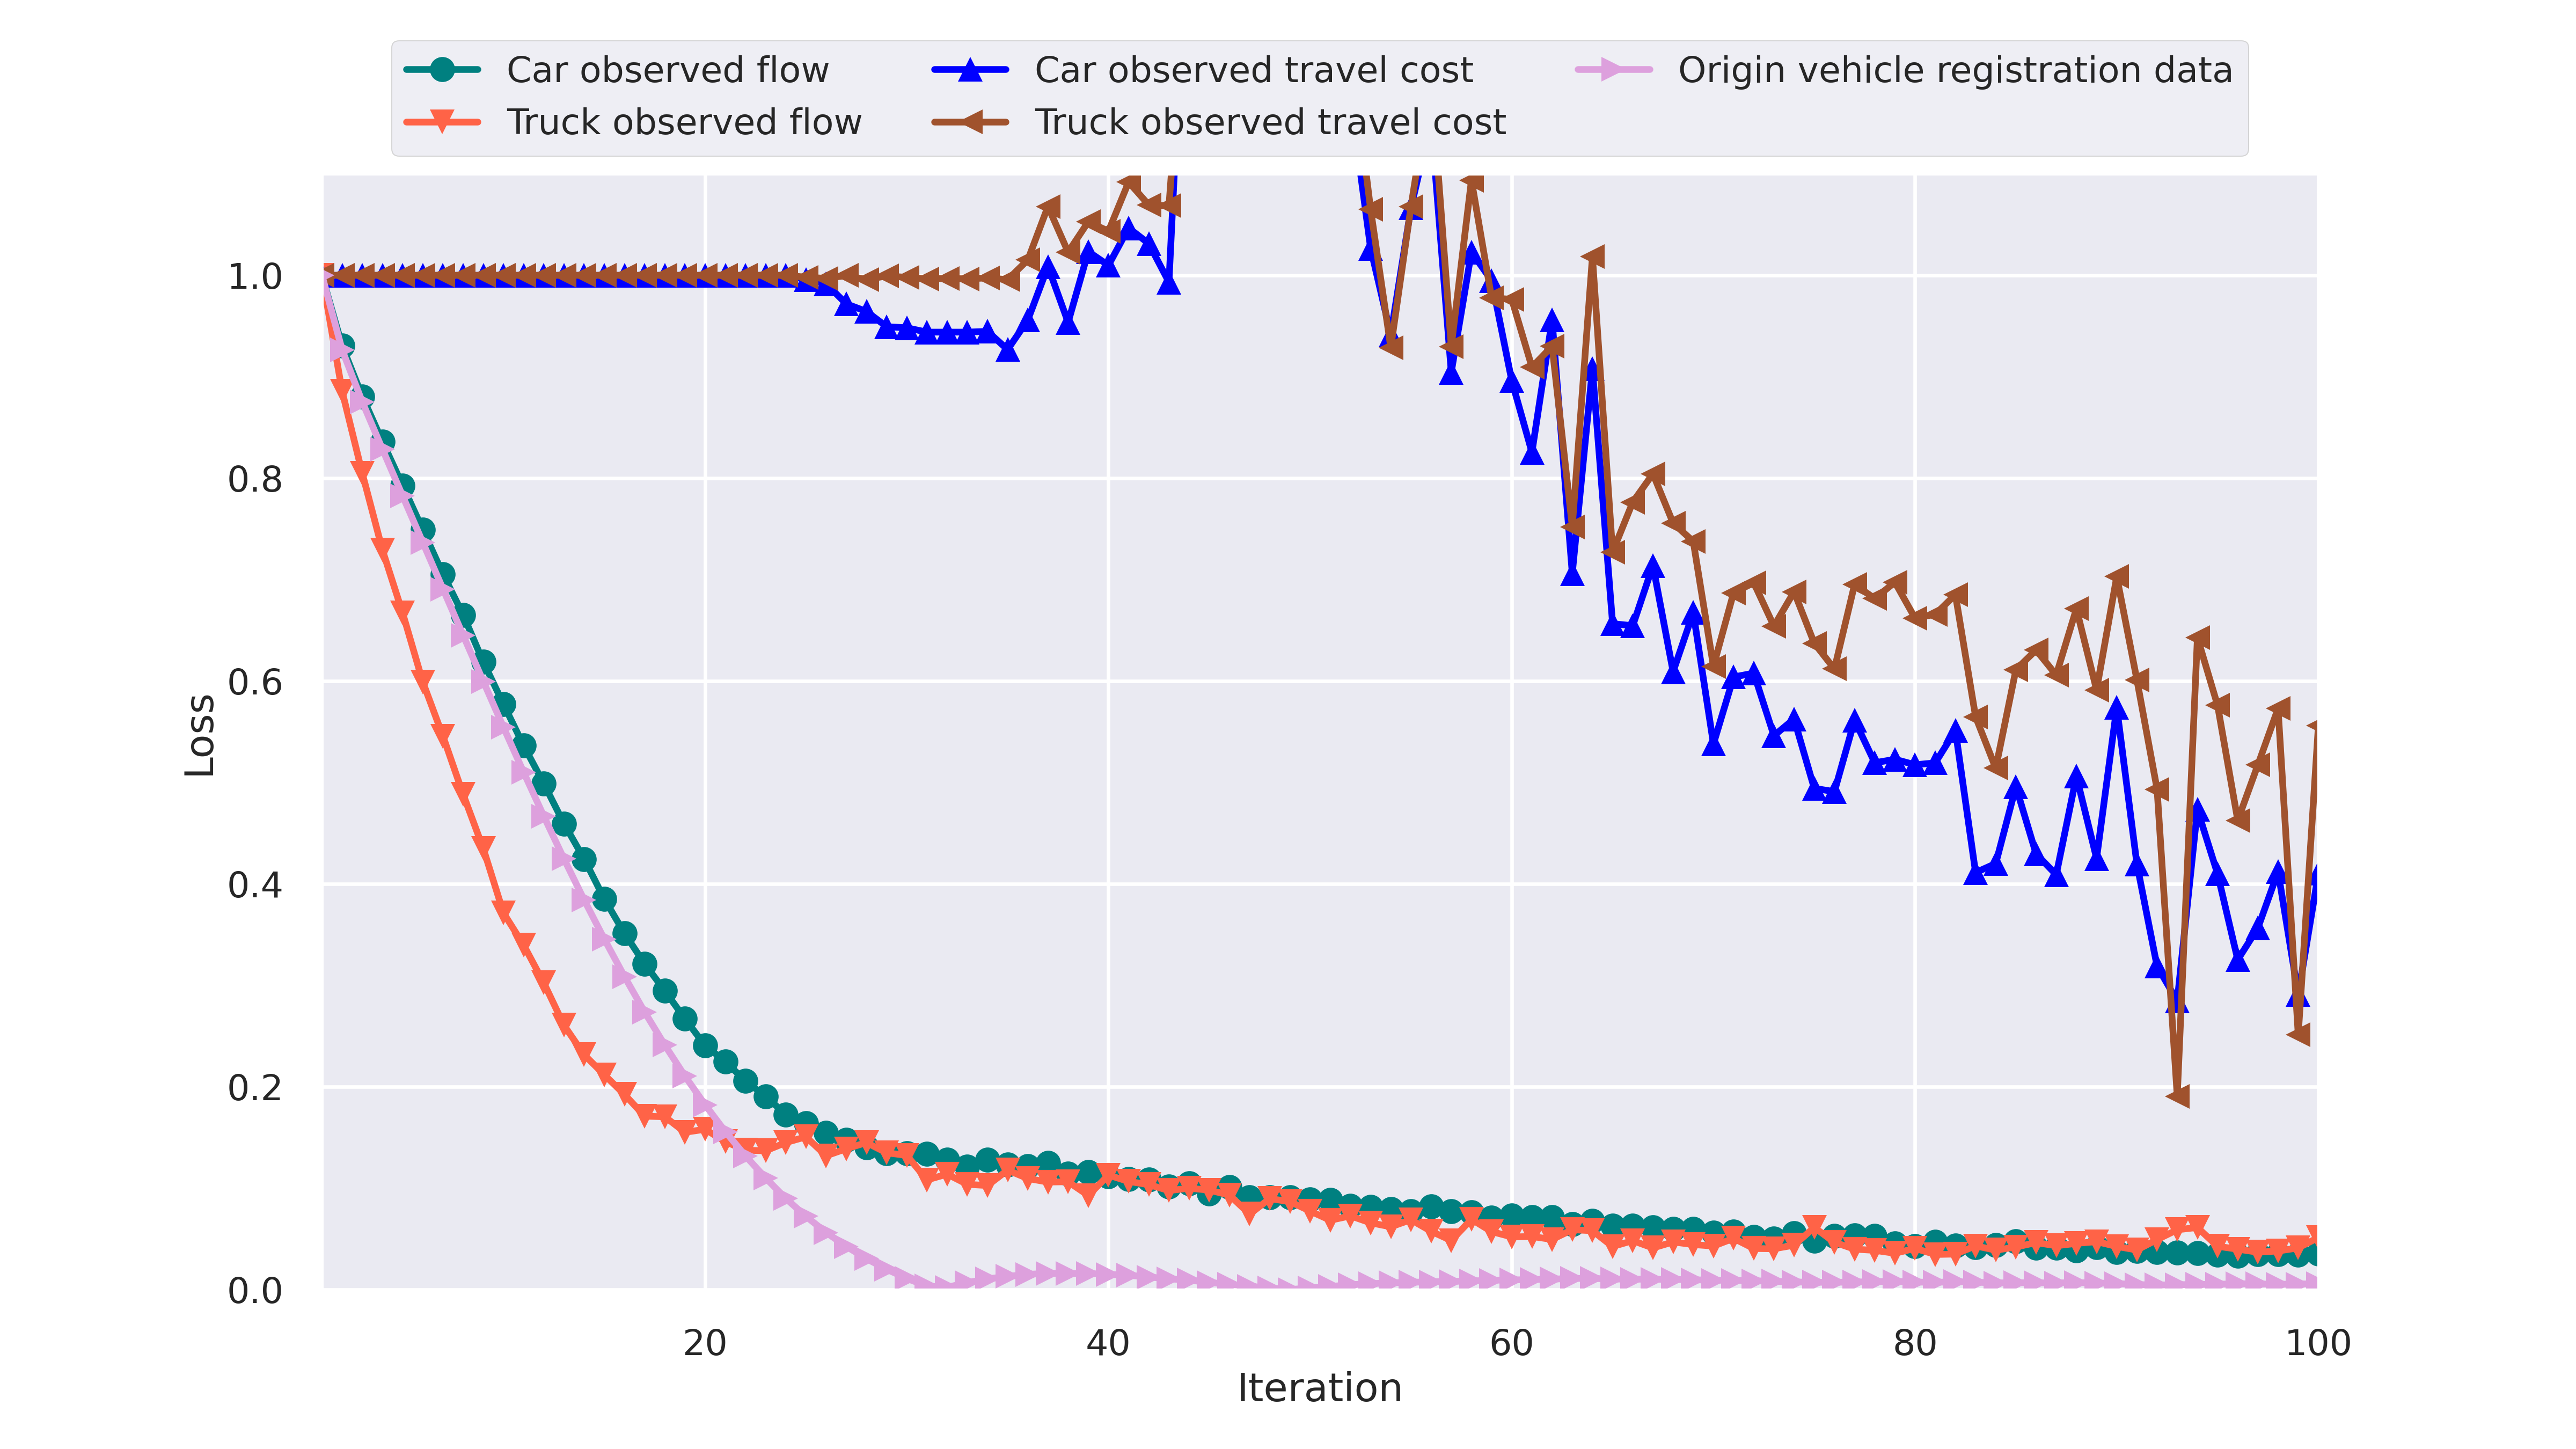 Car observed flow
Truck observed flow
Car observed travel cost
Truck observed travel cost
Origin vehicle registration data
Loss
1.0
0.8
0.6
0.4
0.2
0.0
20 40 60 80 100
Iteration